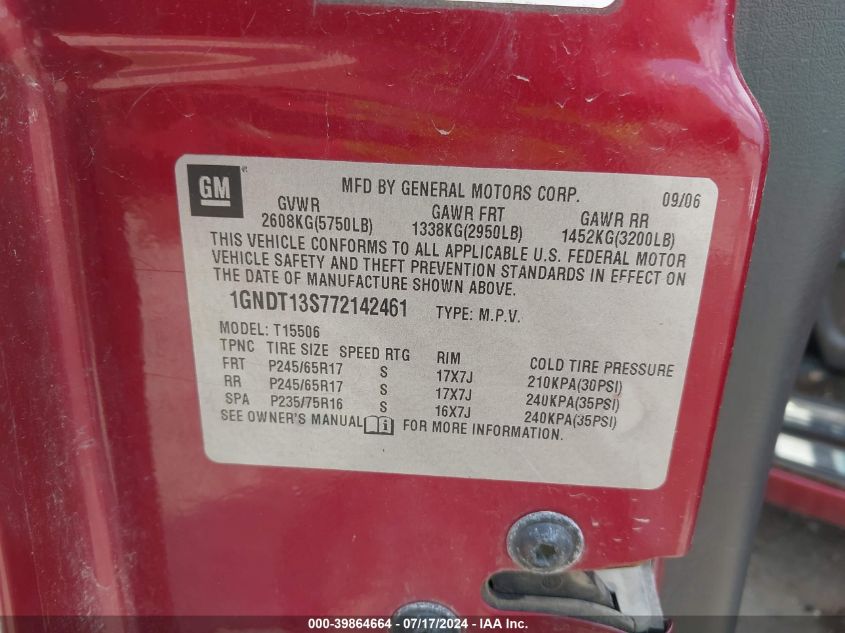 GM
MFD BY GENERAL MOTORS CORP. 09/06
GVWR GAWR FRT GAWR RR
2608KG(5750LB) 1338KG(2950LB) 1452KG(3200LB)
THIS VEHICLE CONFORMS TO ALL APPLICABLE U.S. FEDERAL MOTOR
VEHICLE SAFETY AND THEFT PREVENTION STANDARDS IN EFFECT ON
THE DATE OF MANUFACTURE SHOWN ABOVE.
1GNDT13S772142461 TYPE: M.P.V.
MODEL: T15506
TPNC TIRE SIZE SPEED RTG RIM COLD TIRE PRESSURE
FRT P245/65R17 S 17X7J 210KPA(30PSI)
RR P245/65R17 S 17X7J 240KPA(35PSI)
SPA P235/75R16 S 16X7J 240KPA(35PSI)
SEE OWNER'S MANUAL FOR MORE INFORMATION.
000-39864664 - 07/17/2024 - IAA Inc.